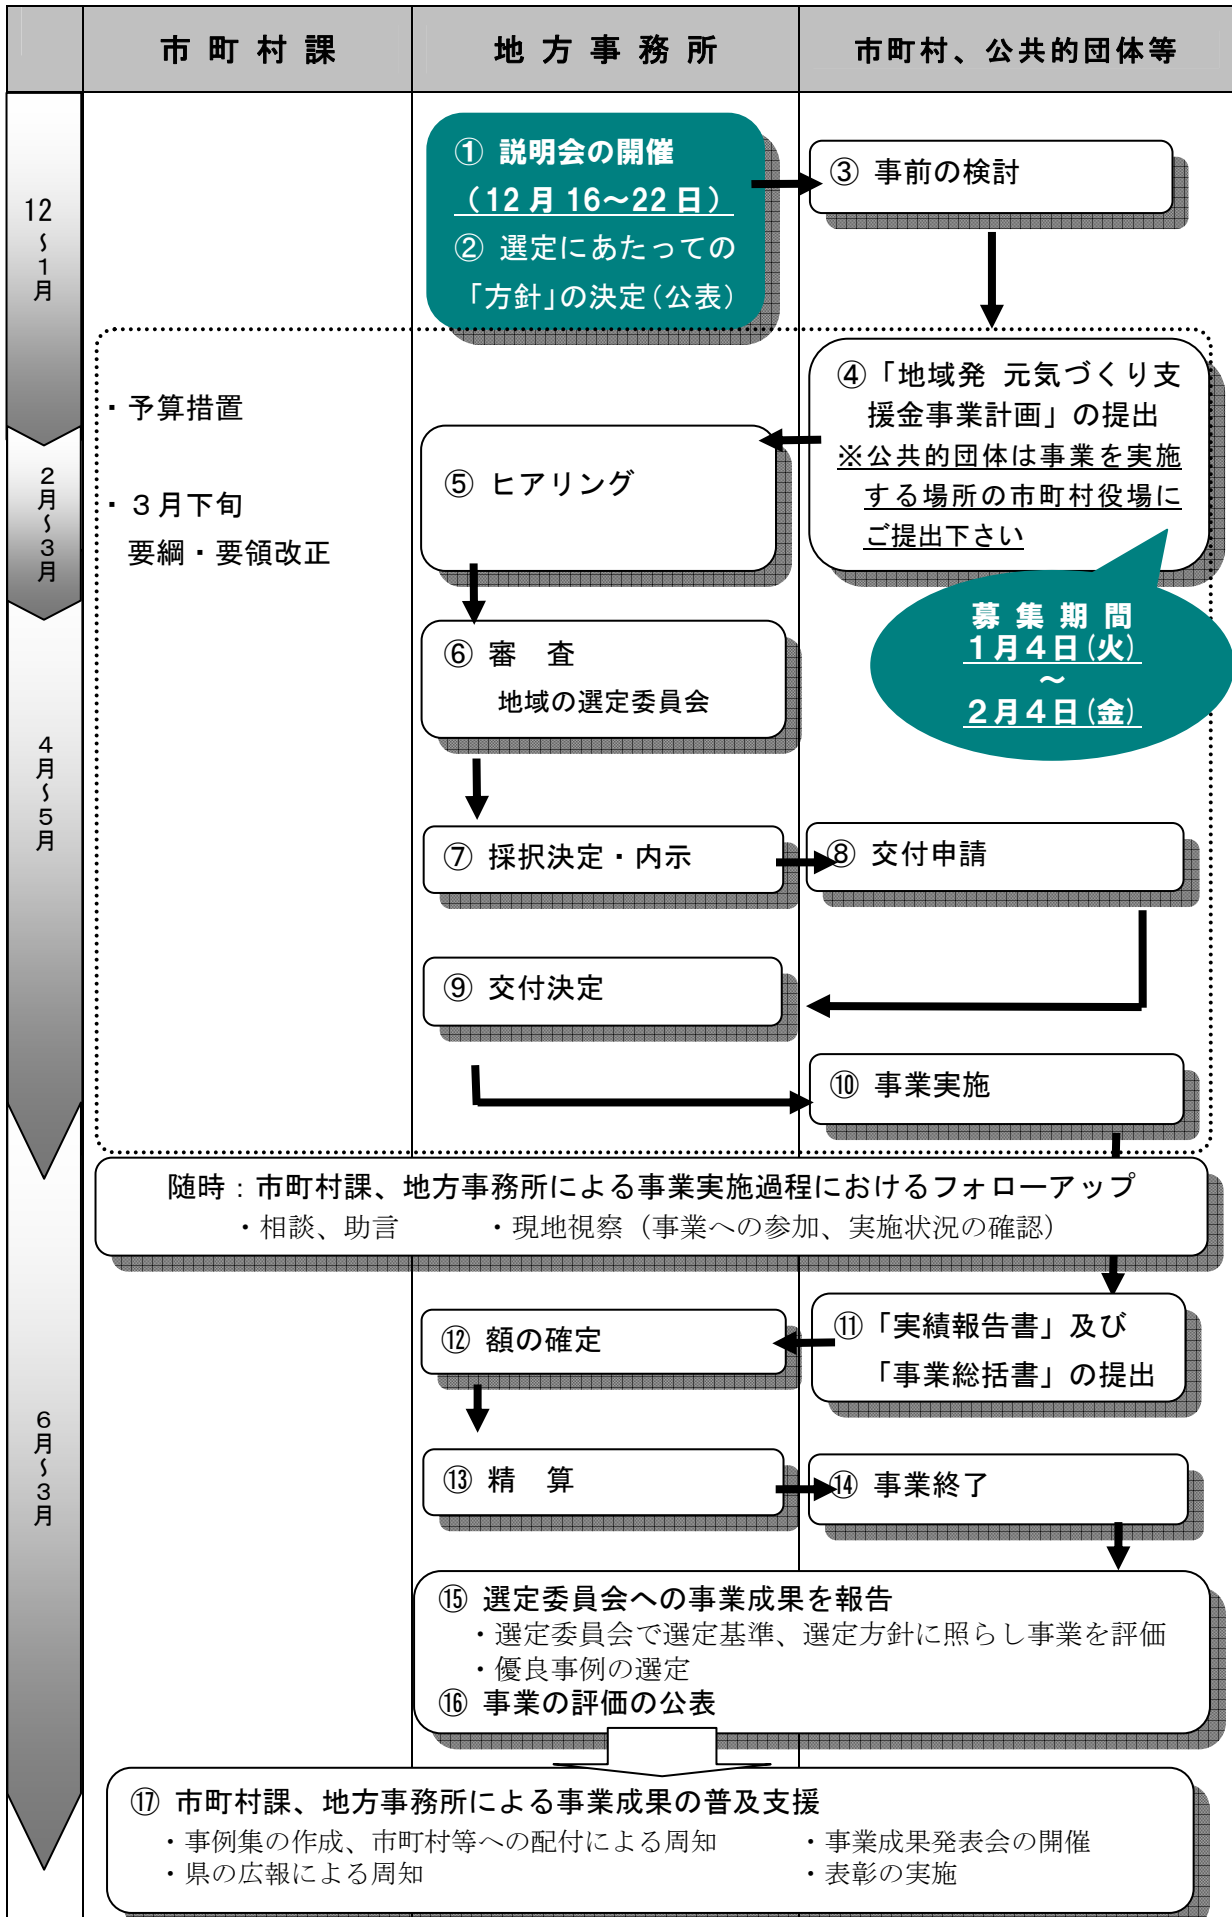 市町村課
地方事務所
市町村、公共的団体等
12〜1月
① 説明会の開催
（12月16〜22日）
② 選定にあたっての
「方針」の決定（公表）
③ 事前の検討
・予算措置
④「地域発 元気づくり支
援金事業計画」の提出
※公共的団体は事業を実施
する場所の市町村役場に
ご提出下さい
２月〜３月
・３月下旬
要綱・要領改正
⑤ ヒアリング
募集期間
１月４日（火）
〜
２月４日（金）
⑥ 審　査
地域の選定委員会
４月〜５月
⑦ 採択決定・内示
⑧ 交付申請
⑨ 交付決定
⑩ 事業実施
随時：市町村課、地方事務所による事業実施過程におけるフォローアップ
・相談、助言　　・現地視察（事業への参加、実施状況の確認）
６月〜３月
⑪「実績報告書」及び
「事業総括書」の提出
⑫ 額の確定
⑬ 精　算
⑭ 事業終了
⑮ 選定委員会への事業成果を報告
・選定委員会で選定基準、選定方針に照らし事業を評価
・優良事例の選定
⑯ 事業の評価の公表
⑰ 市町村課、地方事務所による事業成果の普及支援
・事例集の作成、市町村等への配付による周知　　・事業成果発表会の開催
・県の広報による周知　　・表彰の実施